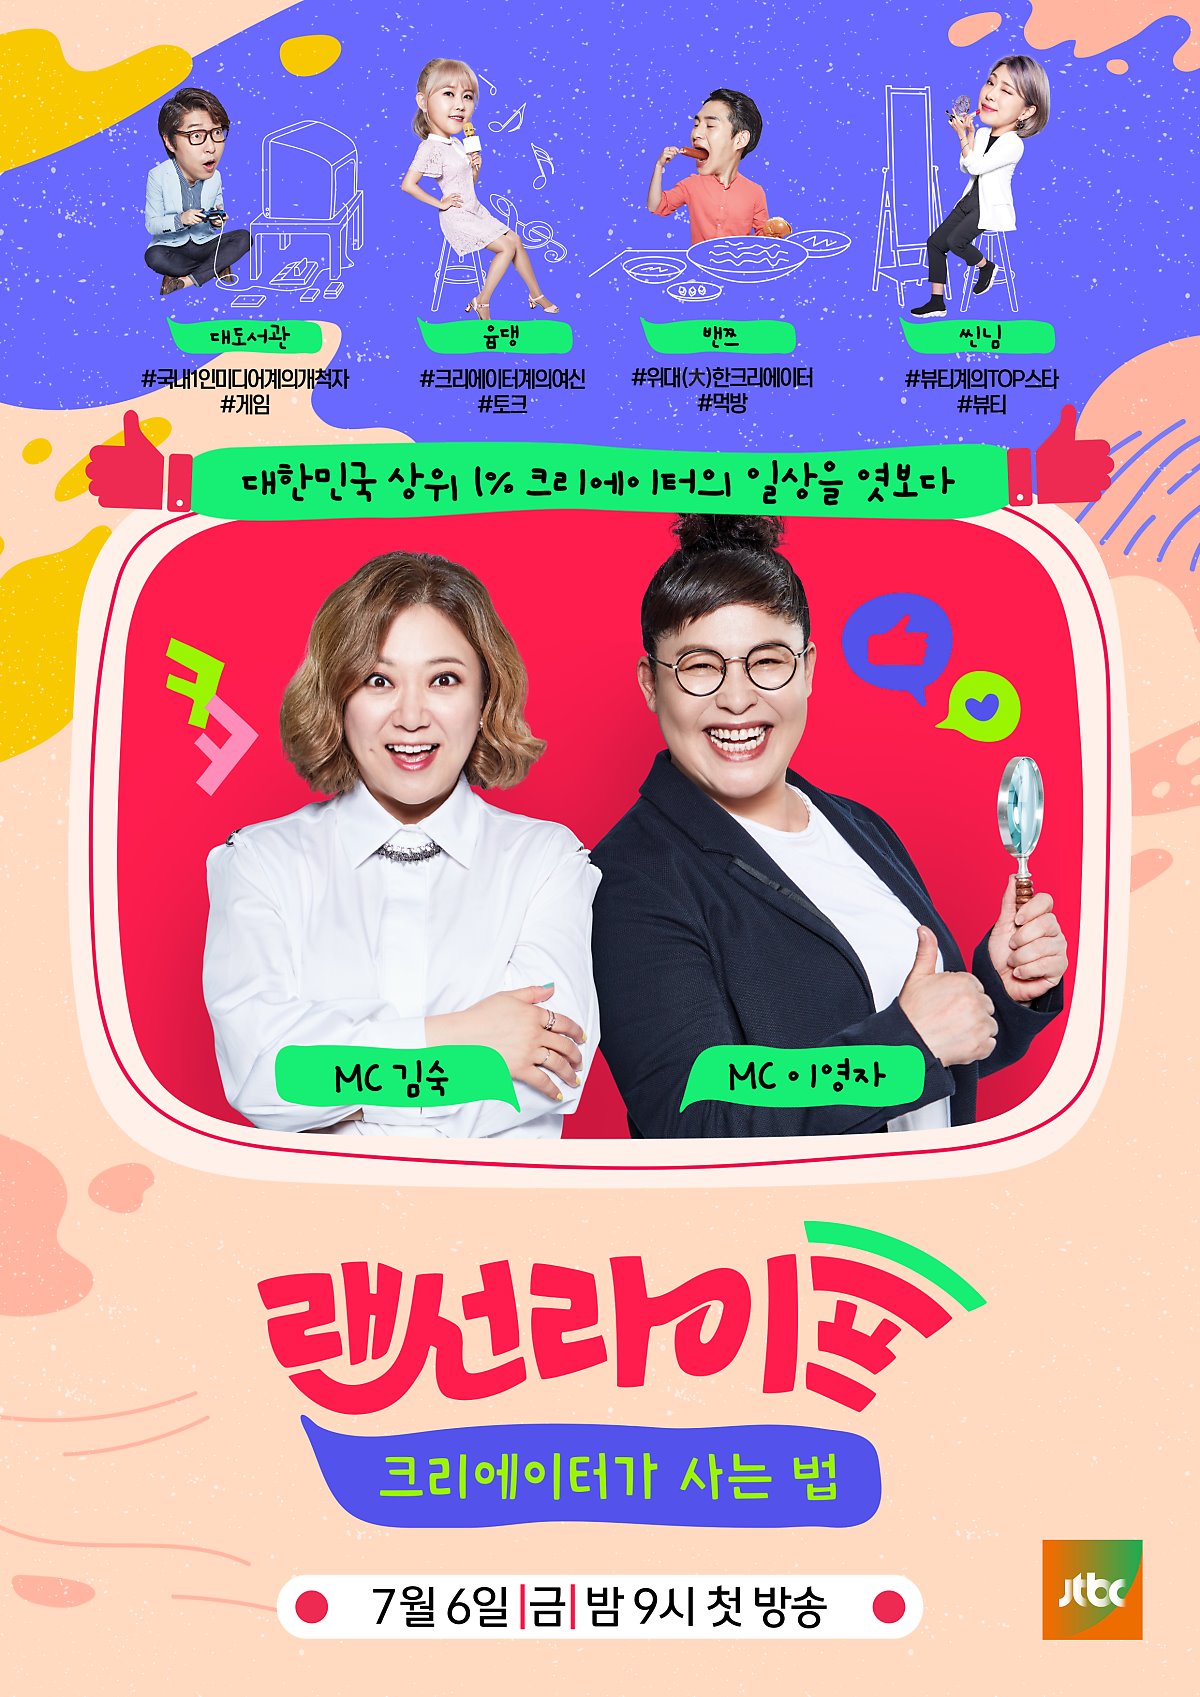 대도서관
#국내1인미디어계의개척자
#게임
윰댕
#크리에이터계의여신
#토크
밴쯔
#위대(大)한크리에이터
#먹방
씬님
#뷰티계의TOP스타
#뷰티
대한민국 상위 1% 크리에이터의 일상을 엿보다
ㅋㅋ
MC 김숙
MC 이영자
랜선라이프
크리에이터가 사는 법
7월 6일 |금| 밤 9시 첫 방송
jtbc